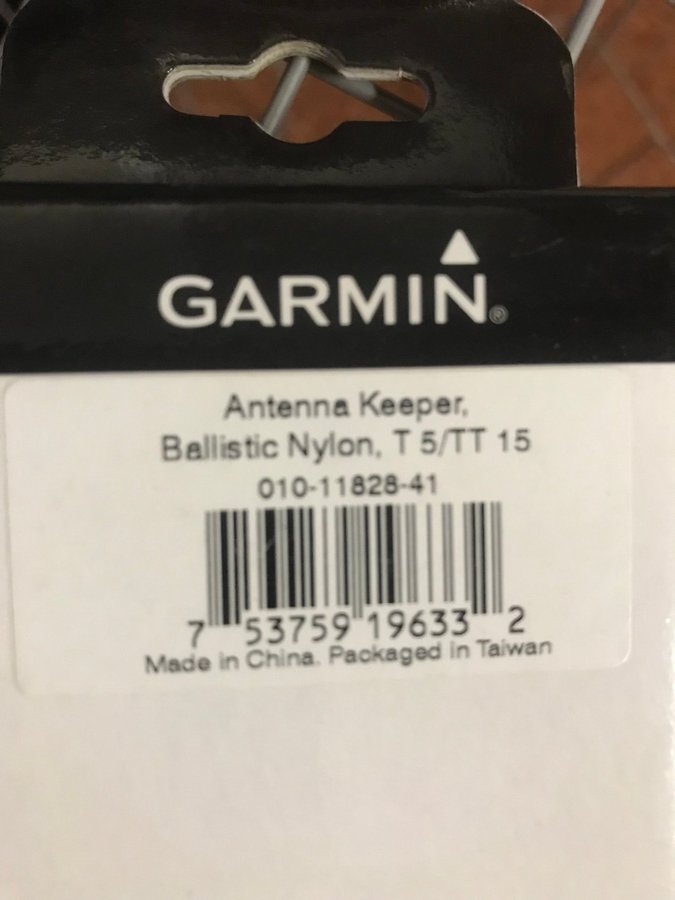 GARMIN®
Antenna Keeper,
Ballistic Nylon, T 5/TT 15
010-11828-41
7 53759 19633 2
Made in China. Packaged in Taiwan